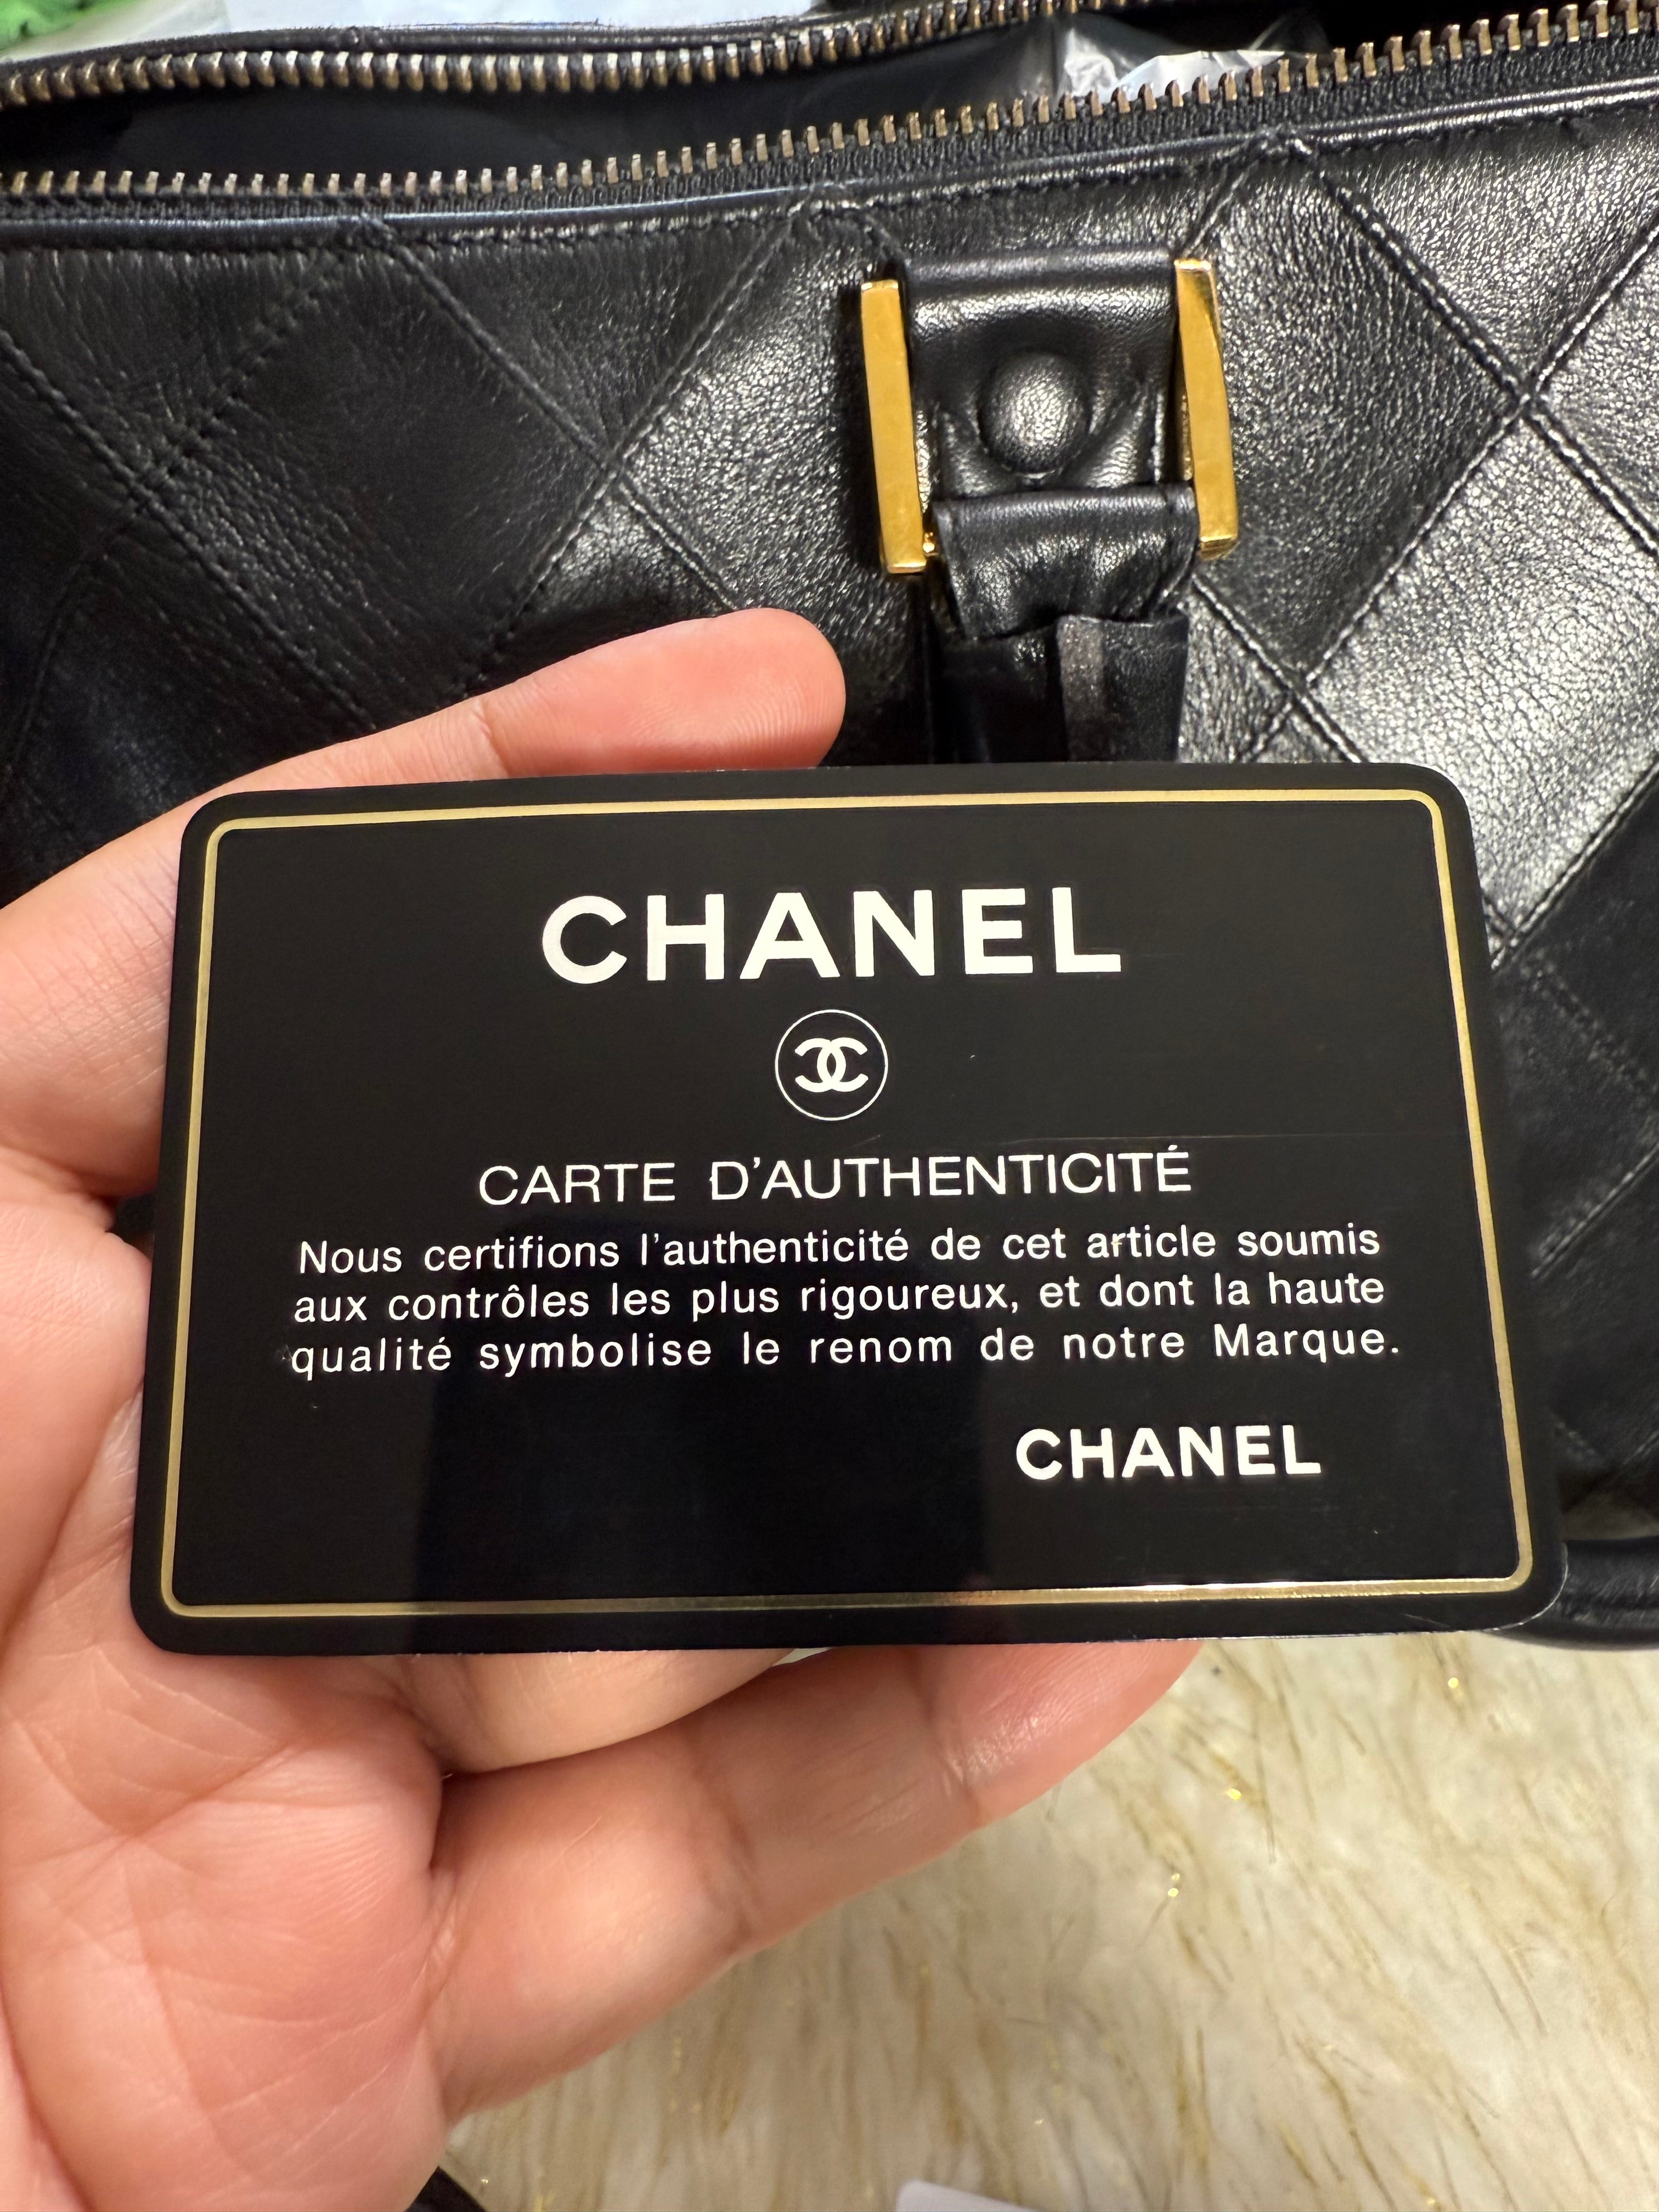 CHANEL
CARTE D'AUTHENTICITÉ
Nous certifions l'authenticité de cet article soumis
aux contrôles les plus rigoureux, et dont la haute
qualité symbolise le renom de notre Marque.
CHANEL